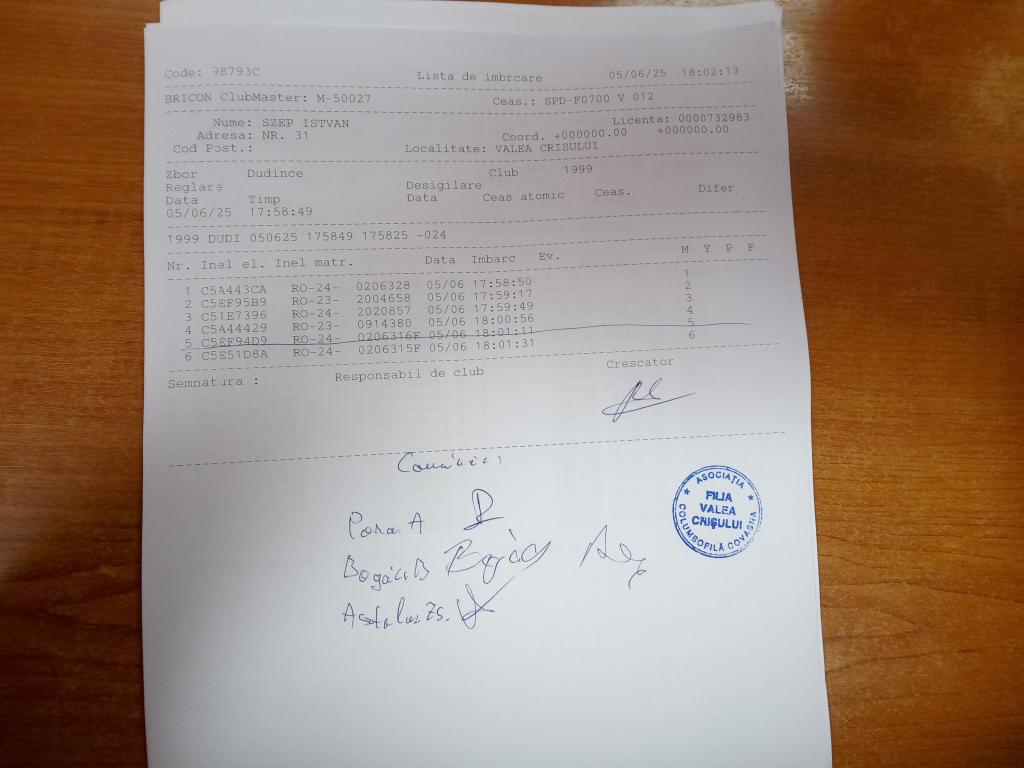 Code: 9E793C Lista de imbrcare 05/06/25 18:02:13
BRICON ClubMaster: M-50027 Ceas.: SPD-F0700 V 012
Nume: SZEP ISTVAN Licenta: 0000732983
Adresa: NR. 31 Coord. +000000.00 +000000.00
Cod Post.: Localitate: VALEA CRISULUI
Zbor Dudince Club 1999
Reglare Desigilare
Data Timp Data Ceas atomic Ceas. Difer.
05/06/25 17:58:49
1999 DUDI 050625 175849 175825 -024
Nr. Inel el. Inel matr. Data Imbarc Ev. M Y P F
1 C5A443CA RO-24- 0206328 05/06 17:58:50 1
2 C5EF95B9 RO-23- 2004658 05/06 17:59:17 2
3 C51E7396 RO-24- 2020857 05/06 17:59:49 3
4 C5A44429 RO-23- 0914380 05/06 18:00:56 4
5 C5EF94D9 RO-24- 0206316F 05/06 18:01:11 5
6 C5E51D8A RO-24- 0206315F 05/06 18:01:31 6
Semnatura : Responsabil de club Crescator
ASOCIAȚIA
FILIA
VALEA
CRIȘULUI
COLUMBOFILĂ COVASNA
Bogács